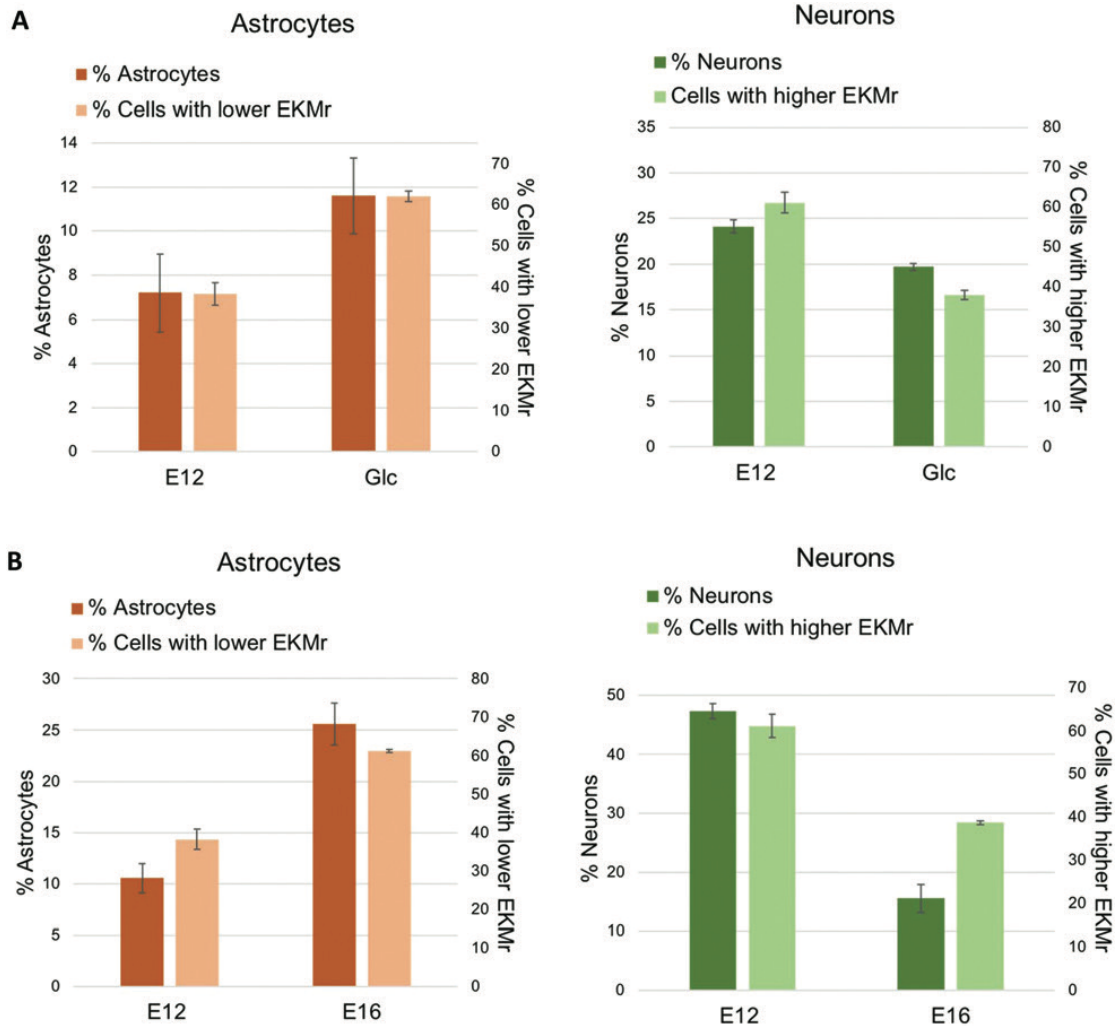 A
Astrocytes
% Astrocytes
% Cells with lower EKMr
14
12
10
8
6
4
2
0
% Astrocytes
70
60
50
40
30
20
10
0
% Cells with lower EKMr
E12 Glc
Neurons
% Neurons
Cells with higher EKMr
35
30
25
20
15
10
5
0
% Neurons
80
70
60
50
40
30
20
10
0
% Cells with higher EKMr
E12 Glc
B
Astrocytes
% Astrocytes
% Cells with lower EKMr
30
25
20
15
10
5
0
% Astrocytes
80
70
60
50
40
30
20
10
0
% Cells with lower EKMr
E12 E16
Neurons
% Neurons
% Cells with higher EKMr
50
40
30
20
10
0
% Neurons
70
60
50
40
30
20
10
0
% Cells with higher EKMr
E12 E16